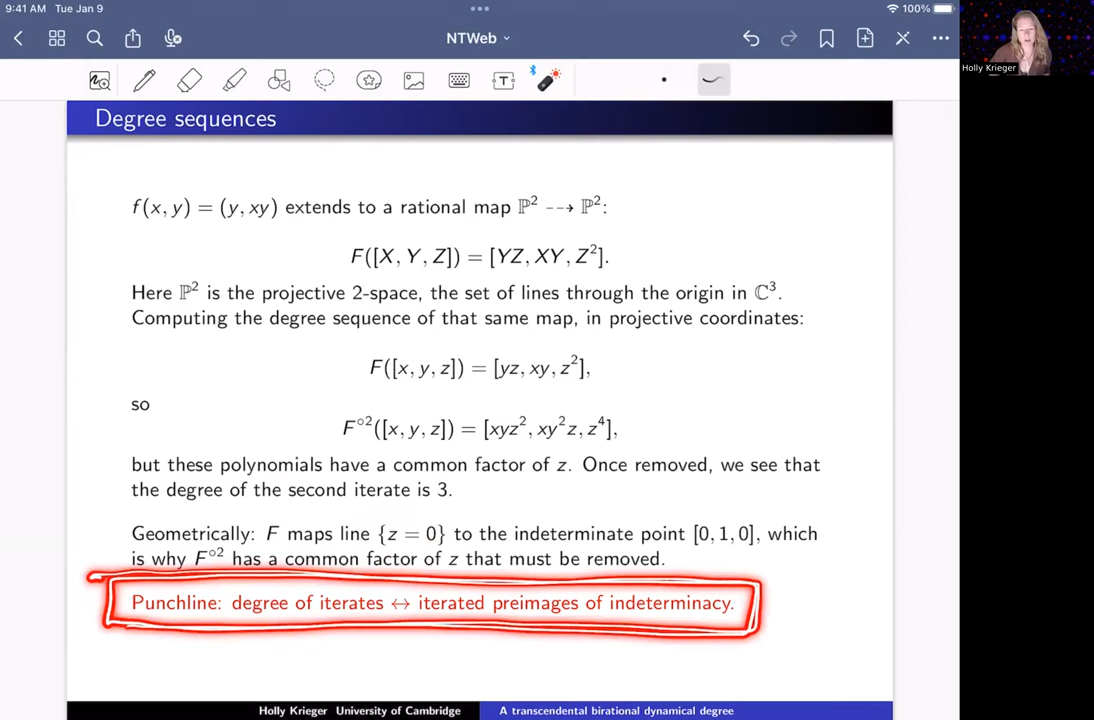 9:41 AM Tue Jan 9
100%
NTWeb
Holly Krieger
Degree sequences
f(x, y) = (y, xy) extends to a rational map ℙ² ⇢ ℙ²:
F([X, Y, Z]) = [YZ, XY, Z²].
Here ℙ² is the projective 2-space, the set of lines through the origin in ℂ³.
Computing the degree sequence of that same map, in projective coordinates:
F([x, y, z]) = [yz, xy, z²],
so
F°²([x, y, z]) = [xyz², xy²z, z⁴],
but these polynomials have a common factor of z. Once removed, we see that
the degree of the second iterate is 3.
Geometrically: F maps line {z = 0} to the indeterminate point [0, 1, 0], which
is why F°² has a common factor of z that must be removed.
Punchline: degree of iterates ↔ iterated preimages of indeterminacy.
Holly Krieger University of Cambridge A transcendental birational dynamical degree